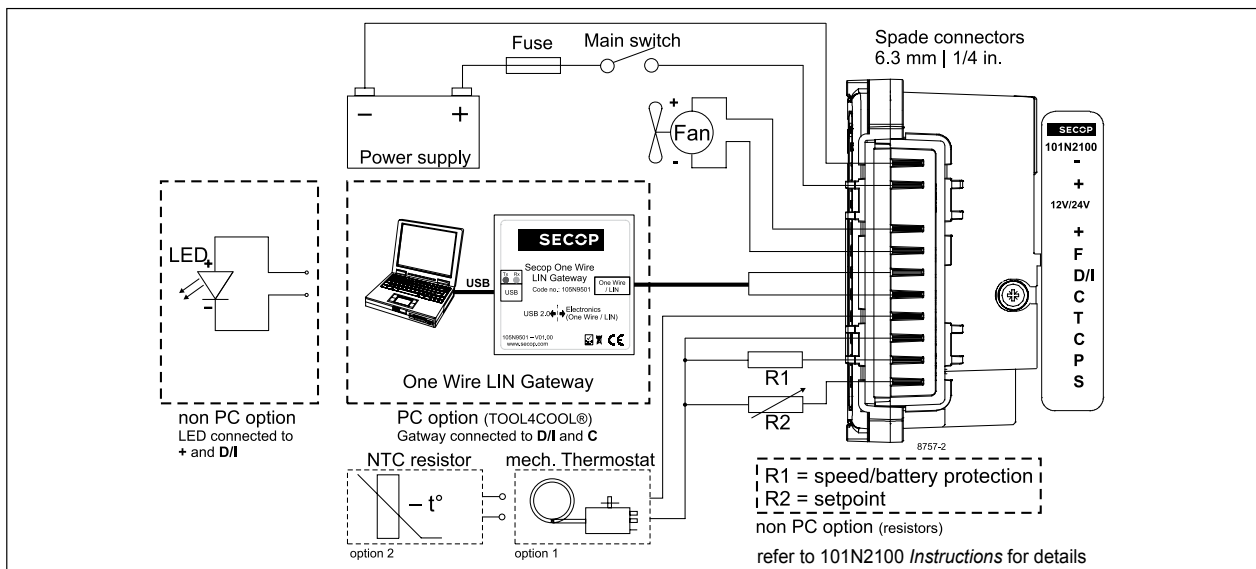 Fuse
Main switch
Spade connectors
6.3 mm | 1/4 in.
−
+
Power supply
+
Fan
-
SECOP
101N2100
-
+
12V/24V
+
F
D/I
C
T
C
P
S
LED
+
−
non PC option
LED connected to
+ and D/I
USB
SECOP
Secop One Wire
LIN Gateway
Code no.: 105N9501
Tx Rx
USB
One Wire
/ LIN
USB 2.0
Electronics
(One Wire / LIN)
105N9501 – V01.00
www.secop.com
CE
One Wire LIN Gateway
PC option (TOOL4COOL®)
Gatway connected to D/I and C
R1
R2
8757-2
NTC resistor
– t°
option 2
mech. Thermostat
option 1
R1 = speed/battery protection
R2 = setpoint
non PC option (resistors)
refer to 101N2100 Instructions for details